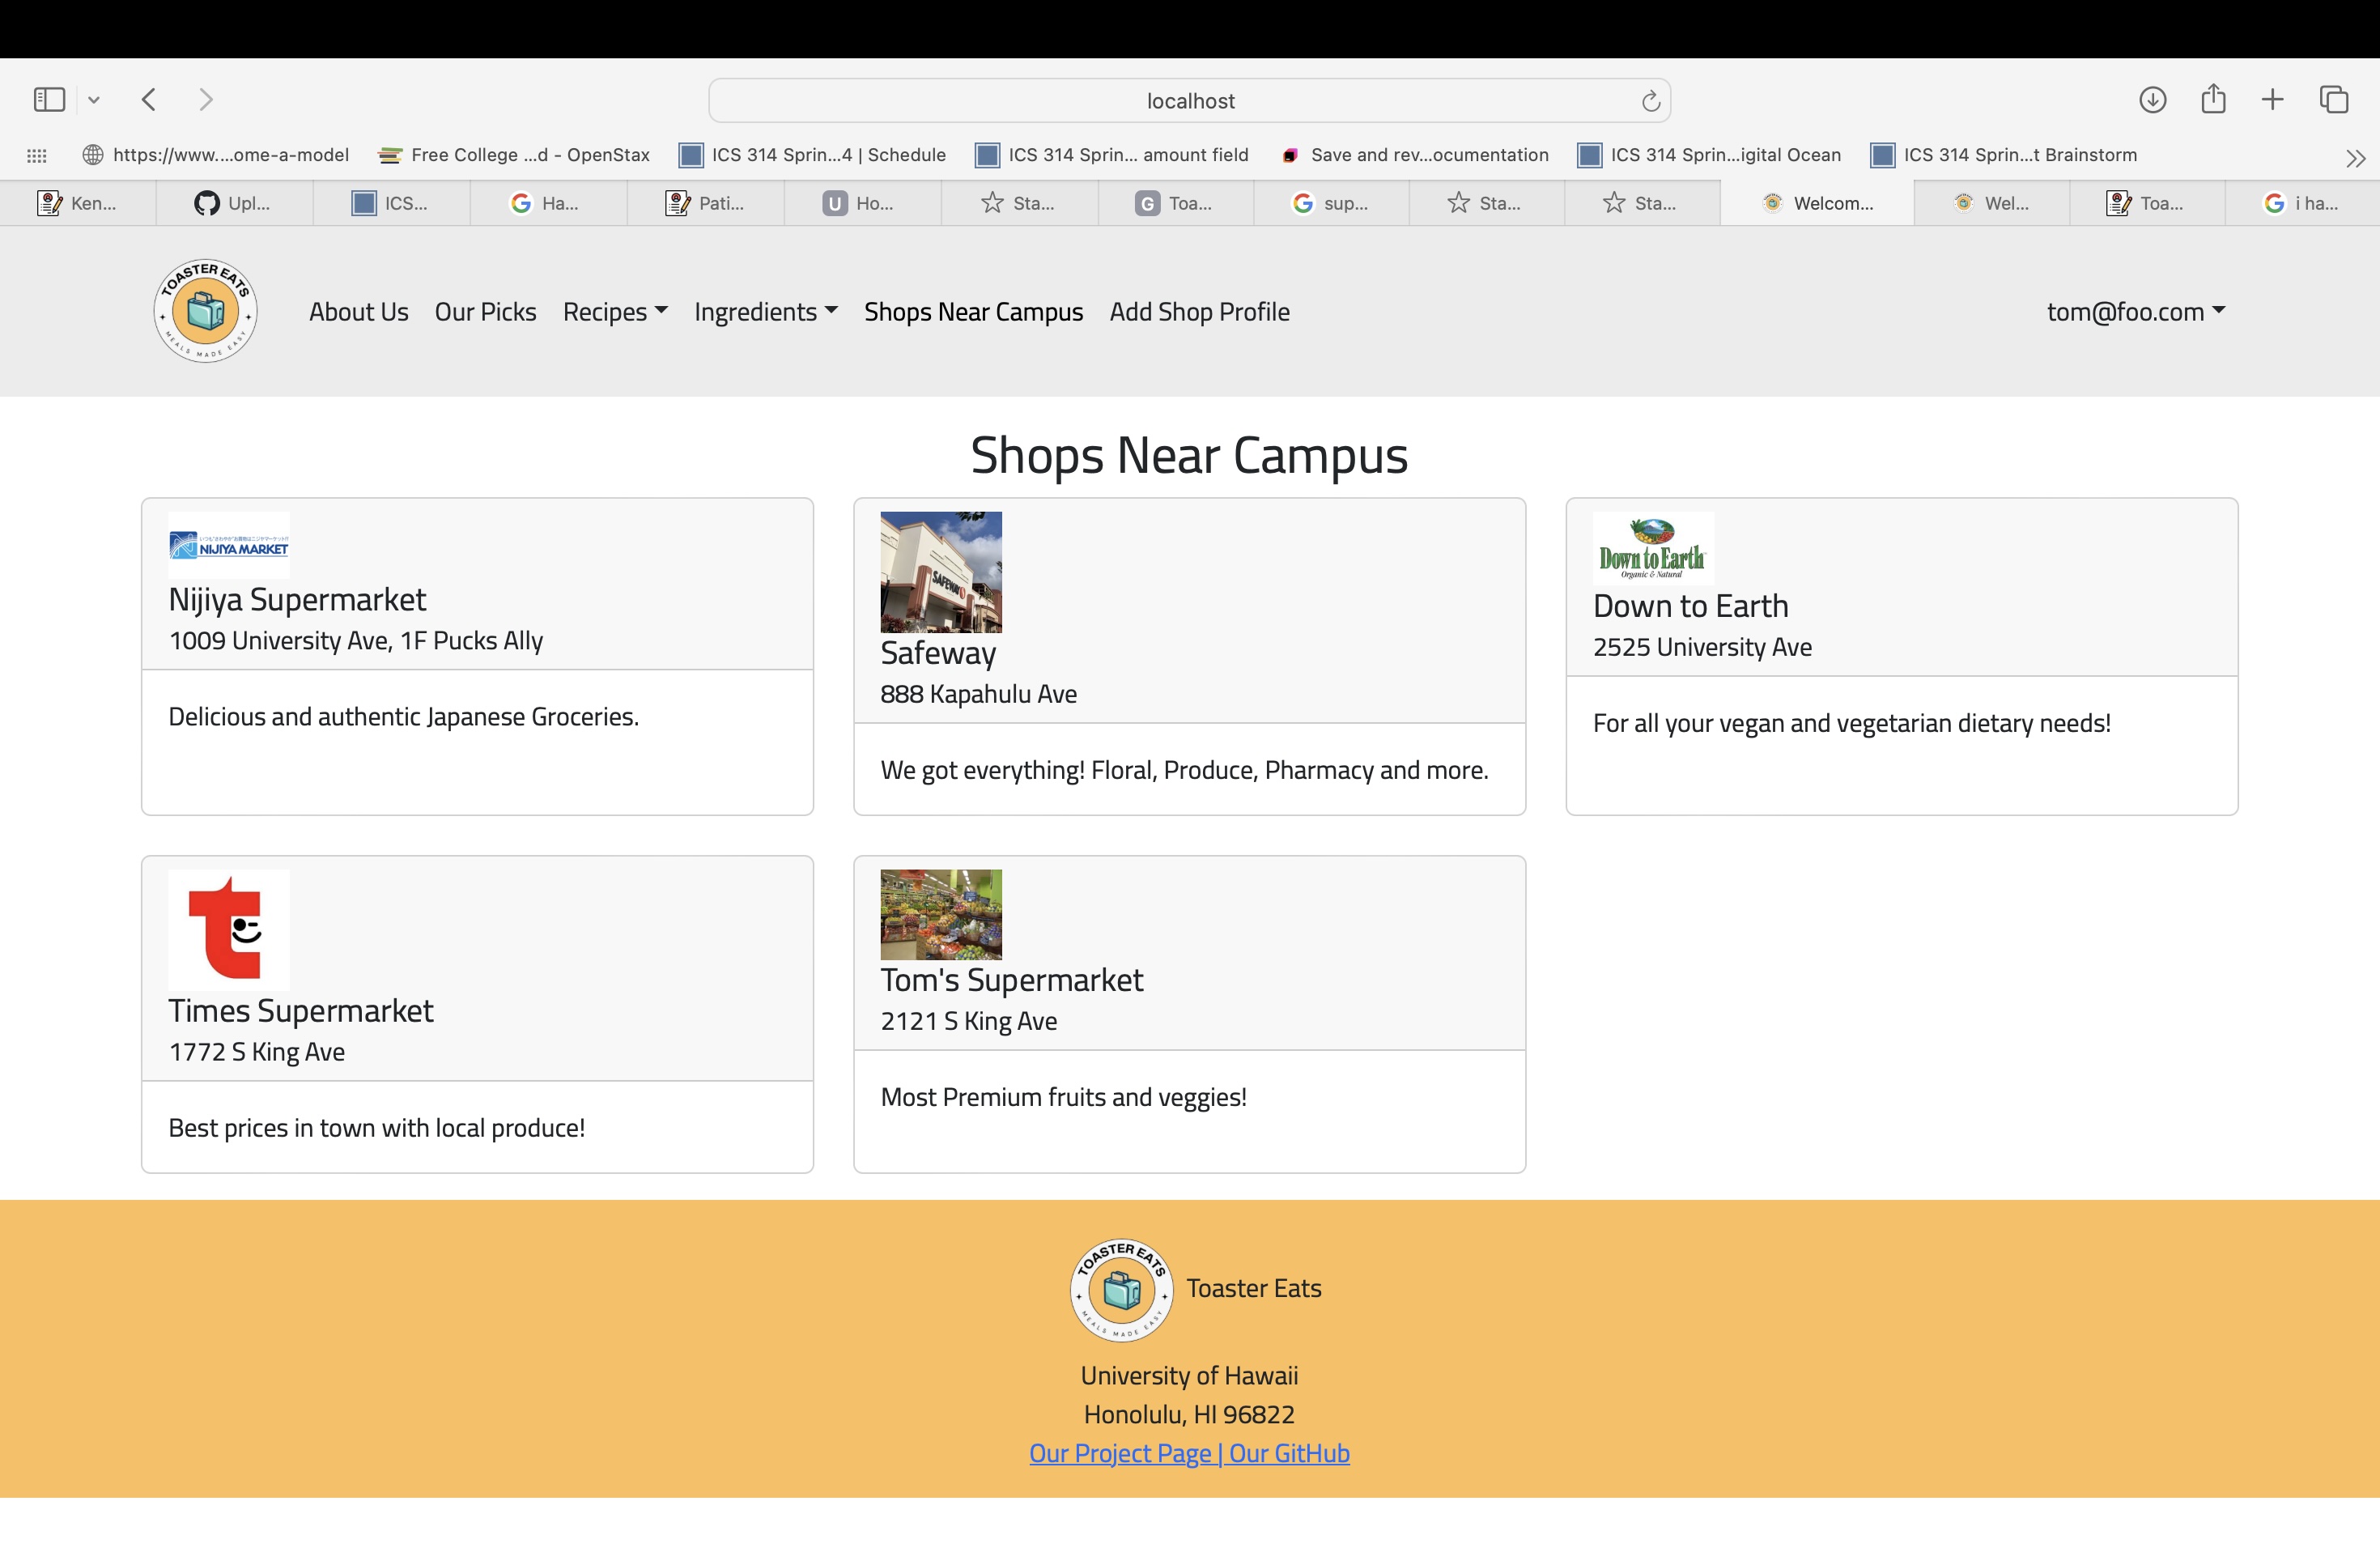 localhost
https://www....ome-a-model
Free College ...d - OpenStax
ICS 314 Sprin...4 | Schedule
ICS 314 Sprin... amount field
Save and rev...ocumentation
ICS 314 Sprin...igital Ocean
ICS 314 Sprin...t Brainstorm
Ken...
Upl...
ICS...
Ha...
Pati...
U Ho...
Sta...
G Toa...
sup...
Sta...
Sta...
Welcom...
Wel...
Toa...
i ha...
TOASTER EATS
MEALS MADE EASY
About Us
Our Picks
Recipes
Ingredients
Shops Near Campus
Add Shop Profile
tom@foo.com
Shops Near Campus
NIJIYA MARKET
Nijiya Supermarket
1009 University Ave, 1F Pucks Ally
Delicious and authentic Japanese Groceries.
SAFEWAY
Safeway
888 Kapahulu Ave
We got everything! Floral, Produce, Pharmacy and more.
Down to Earth
Organic & Natural
Down to Earth
2525 University Ave
For all your vegan and vegetarian dietary needs!
t
Times Supermarket
1772 S King Ave
Best prices in town with local produce!
Tom's Supermarket
2121 S King Ave
Most Premium fruits and veggies!
TOASTER EATS
MEALS MADE EASY
Toaster Eats
University of Hawaii
Honolulu, HI 96822
Our Project Page | Our GitHub